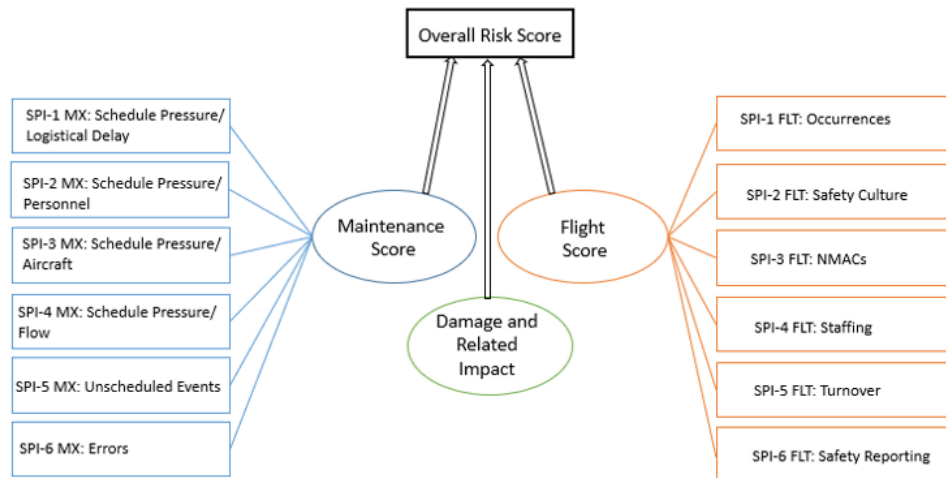 Overall Risk Score
SPI-1 MX: Schedule Pressure/
Logistical Delay
SPI-2 MX: Schedule Pressure/
Personnel
SPI-3 MX: Schedule Pressure/
Aircraft
SPI-4 MX: Schedule Pressure/
Flow
SPI-5 MX: Unscheduled Events
SPI-6 MX: Errors
Maintenance
Score
Damage and
Related
Impact
Flight
Score
SPI-1 FLT: Occurrences
SPI-2 FLT: Safety Culture
SPI-3 FLT: NMACs
SPI-4 FLT: Staffing
SPI-5 FLT: Turnover
SPI-6 FLT: Safety Reporting